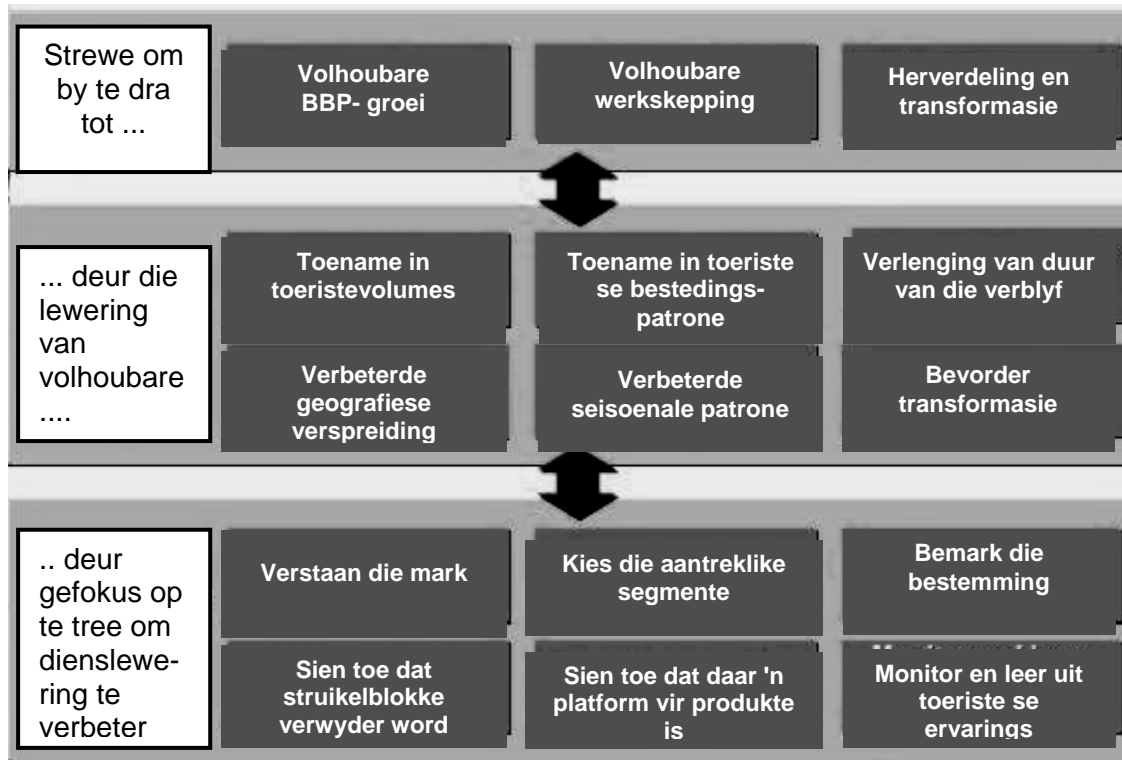 Strewe om
by te dra
tot ...
Volhoubare
BBP- groei
Volhoubare
werkskepping
Herverdeling en
transformasie
... deur die
lewering
van
volhoubare
....
Toename in
toeristevolumes
Toename in toeriste
se bestedings-
patrone
Verlenging van duur
van die verblyf
Verbeterde
geografiese
verspreiding
Verbeterde
seisoenale patrone
Bevorder
transformasie
.. deur
gefokus op
te tree om
dienslewe-
ring te
verbeter
Verstaan die mark
Kies die aantreklike
segmente
Bemark die
bestemming
Sien toe dat
struikelblokke
verwyder word
Sien toe dat daar 'n
platform vir produkte
is
Monitor en leer uit
toeriste se
ervarings